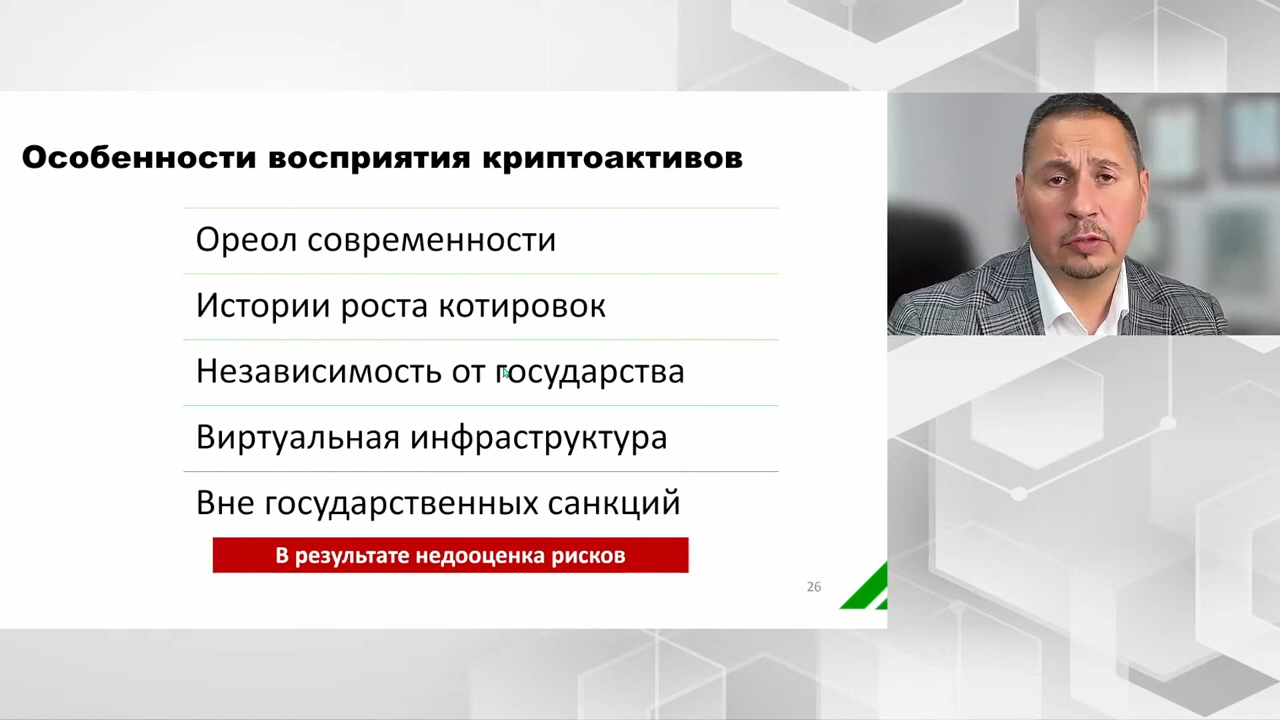 Особенности восприятия криптоактивов
Ореол современности
Истории роста котировок
Независимость от государства
Виртуальная инфраструктура
Вне государственных санкций
В результате недооценка рисков
26